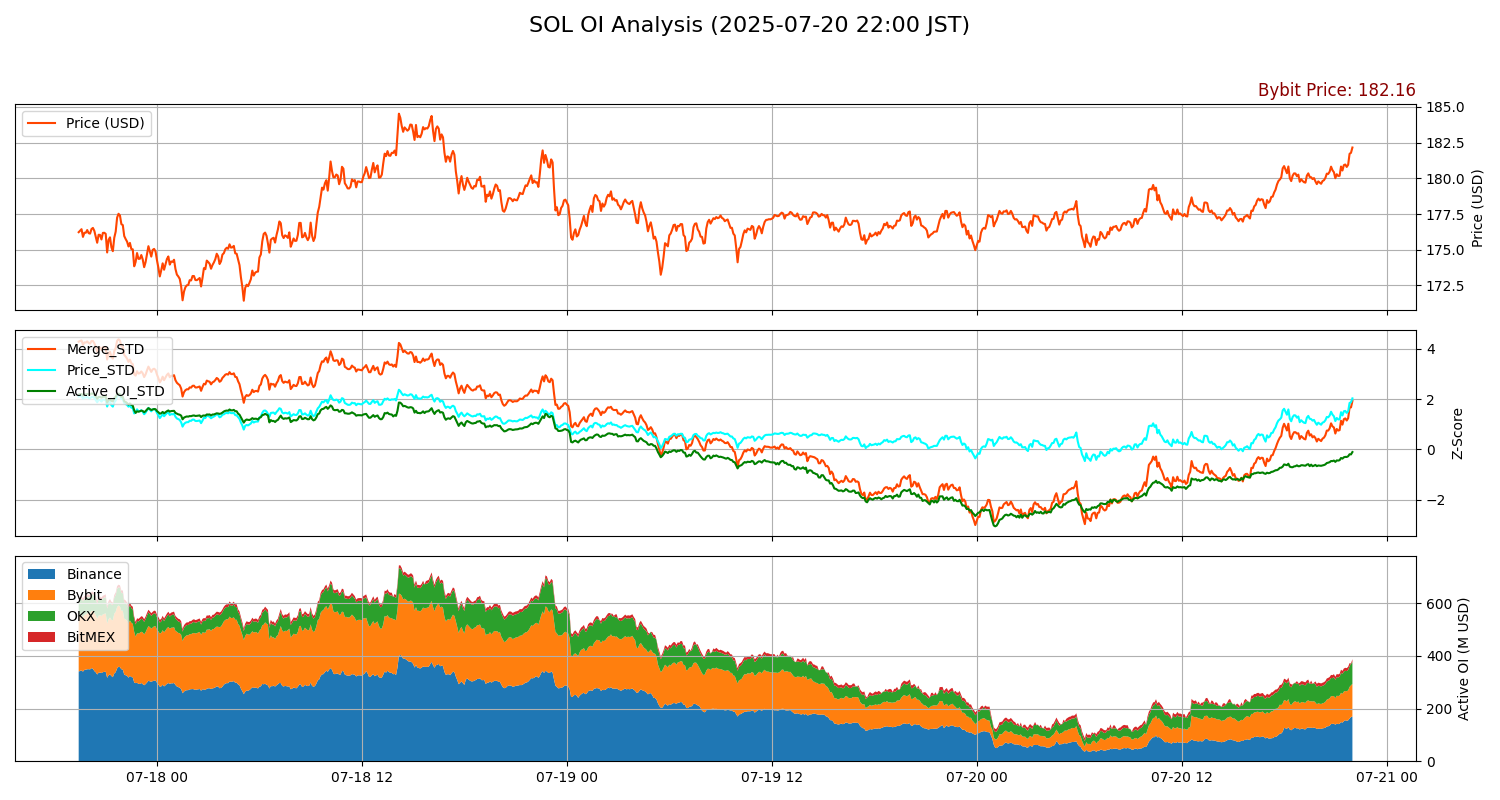 SOL OI Analysis (2025-07-20 22:00 JST)
Bybit Price: 182.16
Price (USD)
185.0
182.5
180.0
177.5
175.0
172.5
Price (USD)
Merge_STD
Price_STD
Active_OI_STD
4
2
0
−2
Z-Score
Binance
Bybit
OKX
BitMEX
600
400
200
0
Active OI (M USD)
07-18 00
07-18 12
07-19 00
07-19 12
07-20 00
07-20 12
07-21 00